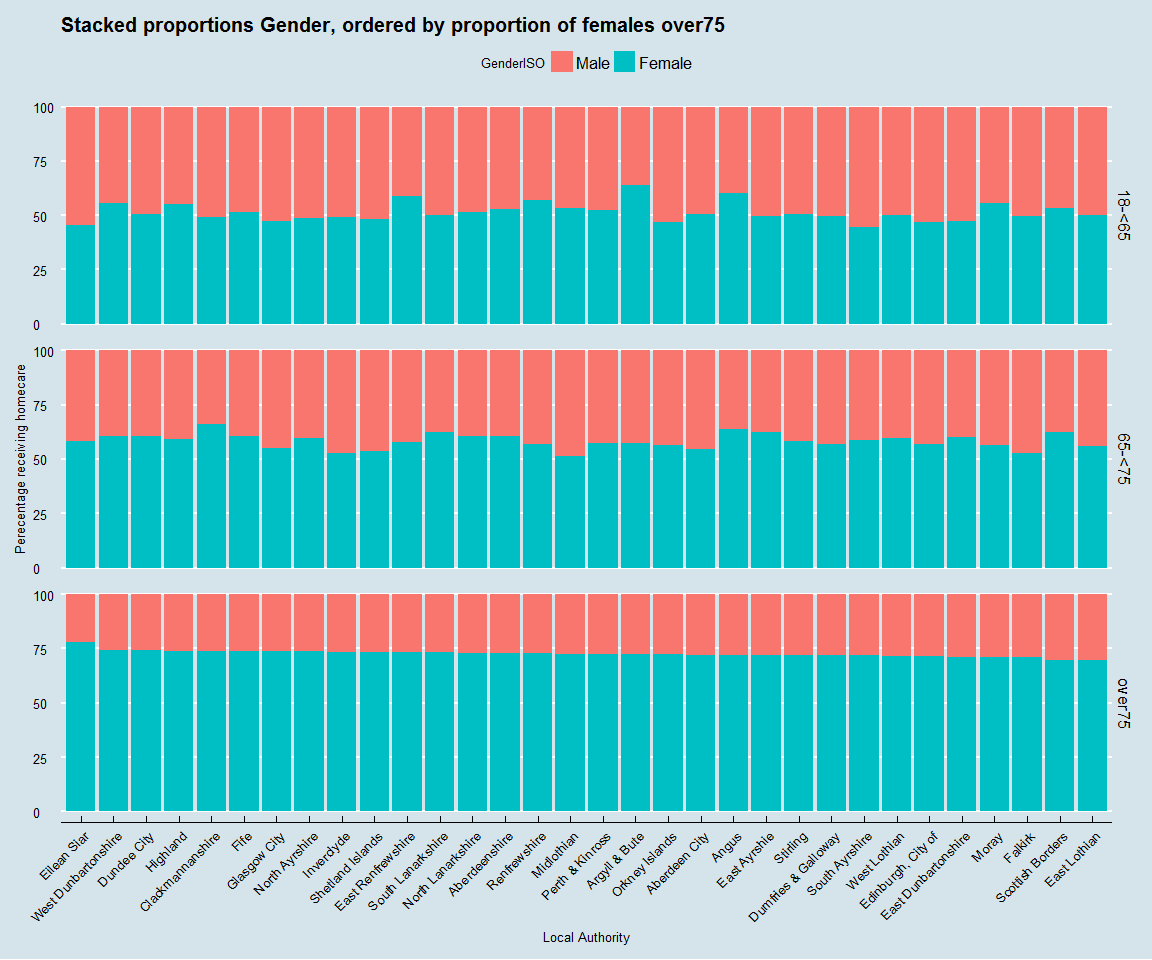 Stacked proportions Gender, ordered by proportion of females over75
GenderISO Male Female
100
75
50
25
0
18-<65
100
75
50
25
0
65-<75
100
75
50
25
0
over75
Perecentage receiving homecare
Eilean Siar
West Dunbartonshire
Dundee City
Highland
Clackmannanshire
Fife
Glasgow City
North Ayrshire
Inverclyde
Shetland Islands
East Renfrewshire
South Lanarkshire
North Lanarkshire
Aberdeenshire
Renfrewshire
Midlothian
Perth & Kinross
Argyll & Bute
Orkney Islands
Aberdeen City
Angus
East Ayrshire
Stirling
Dumfries & Galloway
South Ayrshire
West Lothian
Edinburgh, City of
East Dunbartonshire
Moray
Falkirk
Scottish Borders
East Lothian
Local Authority